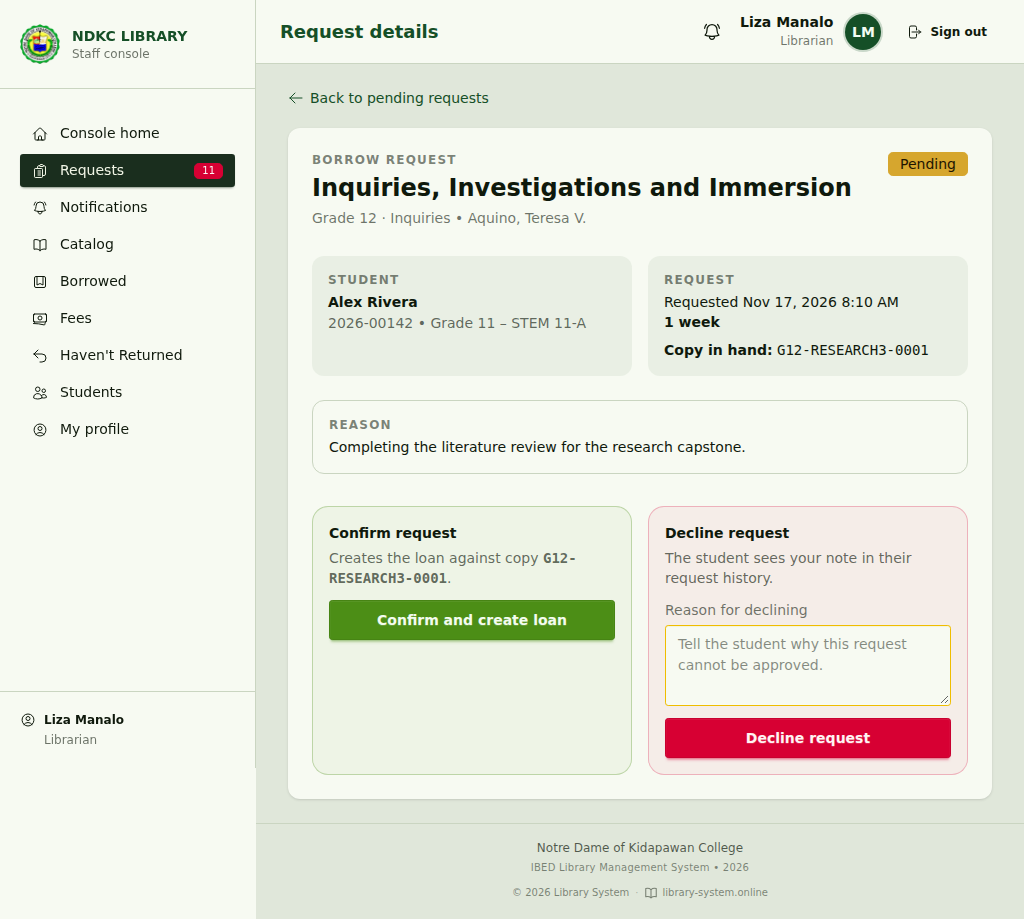 NDKC LIBRARY
Staff console
Console home
Requests 11
Notifications
Catalog
Borrowed
Fees
Haven't Returned
Students
My profile
Liza Manalo
Librarian
Request details
Liza Manalo
Librarian
LM
Sign out
Back to pending requests
BORROW REQUEST
Pending
Inquiries, Investigations and Immersion
Grade 12 · Inquiries • Aquino, Teresa V.
STUDENT
Alex Rivera
2026-00142 • Grade 11 – STEM 11-A
REQUEST
Requested Nov 17, 2026 8:10 AM
1 week
Copy in hand: G12-RESEARCH3-0001
REASON
Completing the literature review for the research capstone.
Confirm request
Creates the loan against copy G12-
RESEARCH3-0001.
Confirm and create loan
Decline request
The student sees your note in their
request history.
Reason for declining
Tell the student why this request
cannot be approved.
Decline request
Notre Dame of Kidapawan College
IBED Library Management System • 2026
© 2026 Library System · library-system.online